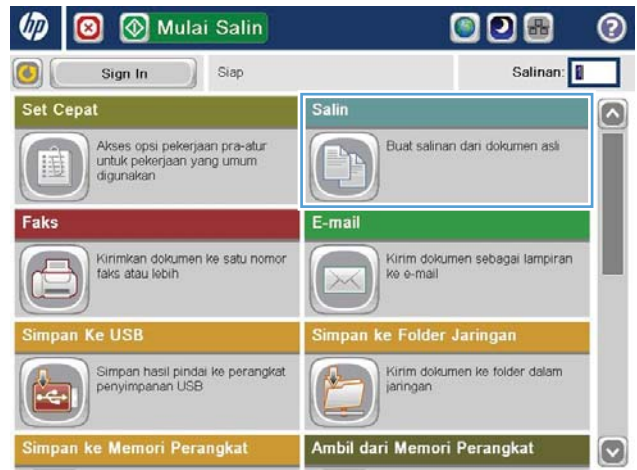 hp
Mulai Salin
?
Sign In
Siap
Salinan: 1
Set Cepat
Akses opsi pekerjaan pra-atur
untuk pekerjaan yang umum
digunakan
Salin
Buat salinan dari dokumen asli
Faks
Kirimkan dokumen ke satu nomor
faks atau lebih
E-mail
Kirim dokumen sebagai lampiran
ke e-mail
Simpan Ke USB
Simpan hasil pindai ke perangkat
penyimpanan USB
Simpan ke Folder Jaringan
Kirim dokumen ke folder dalam
jaringan
Simpan ke Memori Perangkat
Ambil dari Memori Perangkat